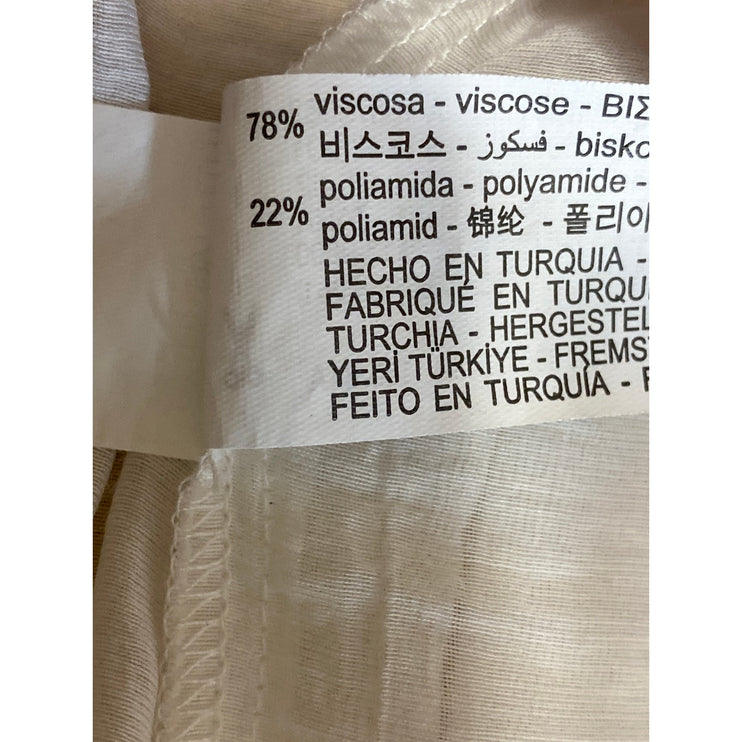 78% viscosa - viscose - ΒΙΣ
비스코스 - فسكوز - bisko
22% poliamida - polyamide -
poliamid - 锦纶 - 폴리아
HECHO EN TURQUIA -
FABRIQUÉ EN TURQU
TURCHIA - HERGESTEL
YERİ TÜRKİYE - FREMST
FEITO EN TURQUÍA -